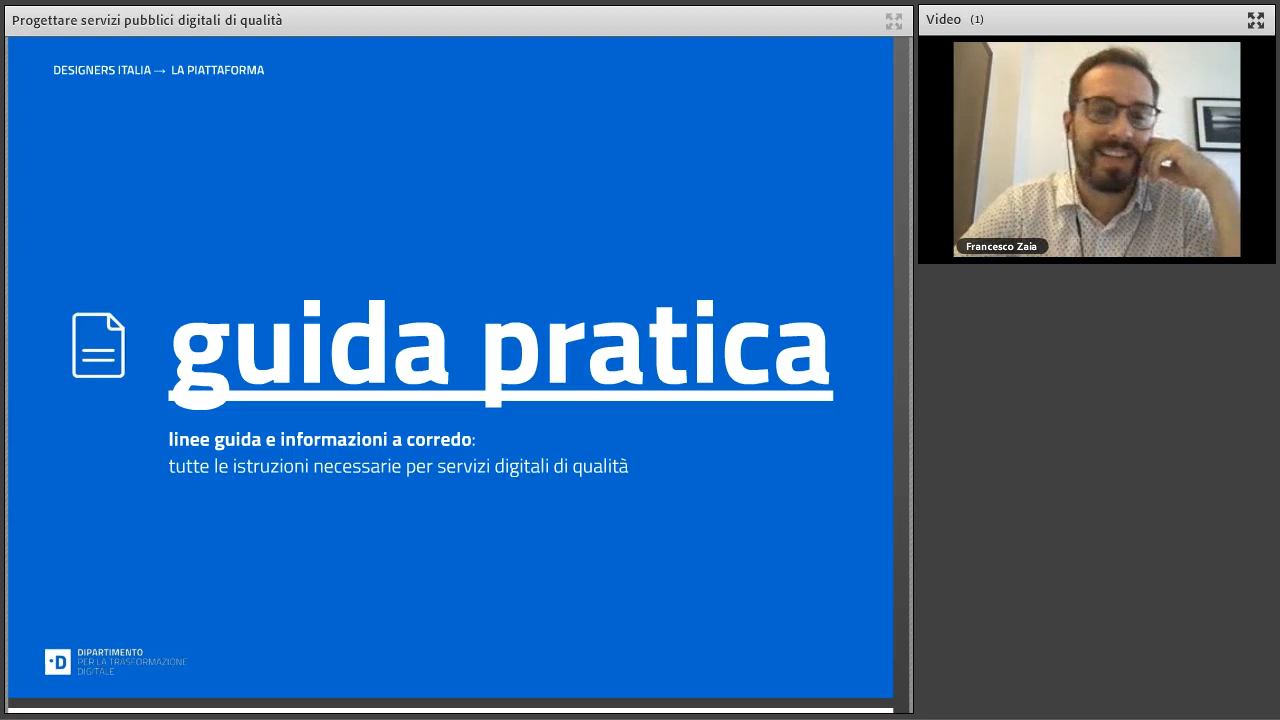 Progettare servizi pubblici digitali di qualità
Video (1)
DESIGNERS ITALIA → LA PIATTAFORMA
Francesco Zaia
guida pratica
linee guida e informazioni a corredo:
tutte le istruzioni necessarie per servizi digitali di qualità
·D
DIPARTIMENTO
PER LA TRASFORMAZIONE
DIGITALE